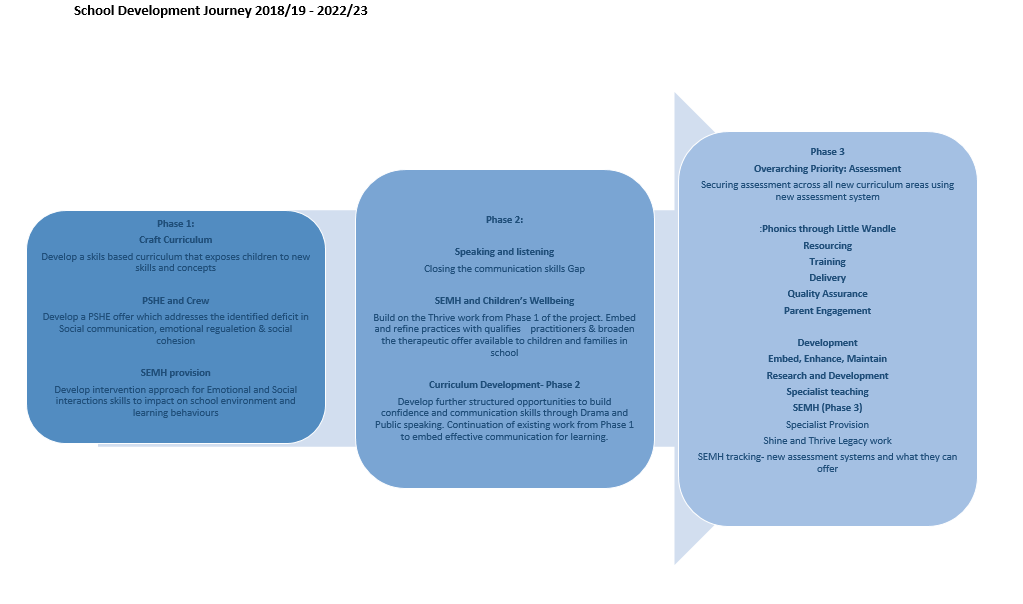 School Development Journey 2018/19 - 2022/23
Phase 1:
Craft Curriculum
Develop a skils based curriculum that exposes children to new
skills and concepts
PSHE and Crew
Develop a PSHE offer which addresses the identified deficit in
Social communication, emotional regualetion & social
cohesion
SEMH provision
Develop intervention approach for Emotional and Social
interactions skills to impact on school environment and
learning behaviours
Phase 2:
Speaking and listening
Closing the communication skills Gap
SEMH and Children's Wellbeing
Build on the Thrive work from Phase 1 of the project. Embed
and refine practices with qualifies practitioners & broaden
the therapeutic offer available to children and families in
school
Curriculum Development- Phase 2
Develop further structured opportunities to build
confidence and communication skills through Drama and
Public speaking. Continuation of existing work from Phase 1
to embed effective communication for learning.
Phase 3
Overarching Priority: Assessment
Securing assessment across all new curriculum areas using
new assessment system
:Phonics through Little Wandle
Resourcing
Training
Delivery
Quality Assurance
Parent Engagement
Development
Embed, Enhance, Maintain
Research and Development
Specialist teaching
SEMH (Phase 3)
Specialist Provision
Shine and Thrive Legacy work
SEMH tracking- new assessment systems and what they can
offer